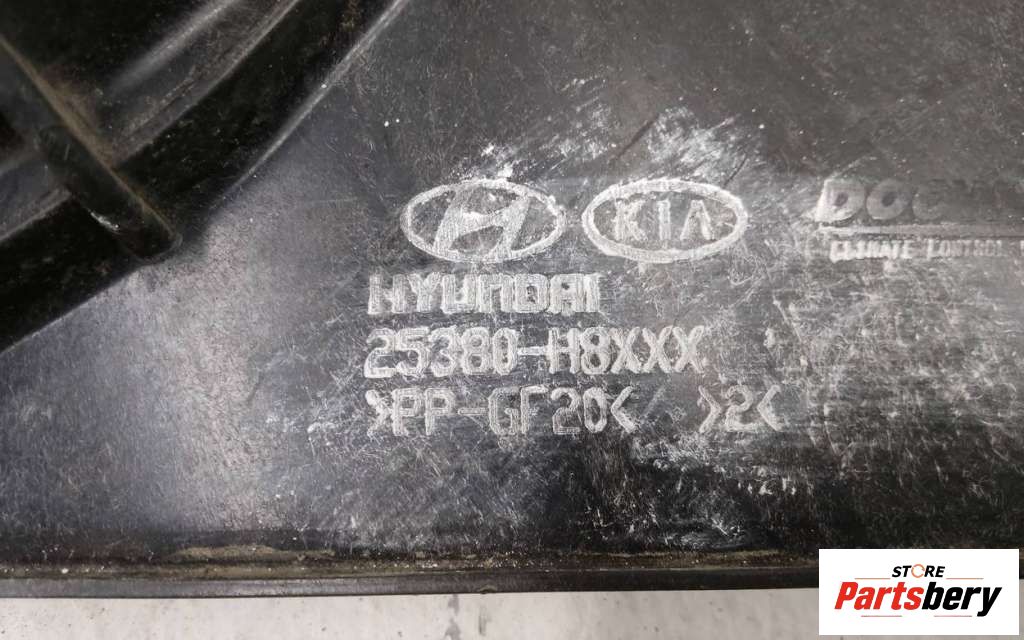 KIA
CLIMATE CONTROL
HYUNDAI
25380-H8XXX
>PP-GF20< >2<
STORE
Partsbery